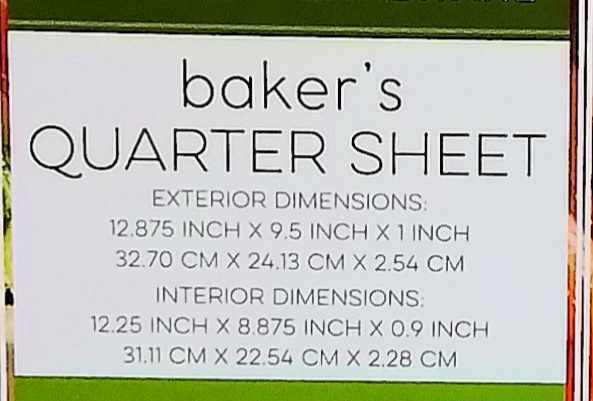 baker's
QUARTER SHEET
EXTERIOR DIMENSIONS:
12.875 INCH X 9.5 INCH X 1 INCH
32.70 CM X 24.13 CM X 2.54 CM
INTERIOR DIMENSIONS:
12.25 INCH X 8.875 INCH X 0.9 INCH
31.11 CM X 22.54 CM X 2.28 CM